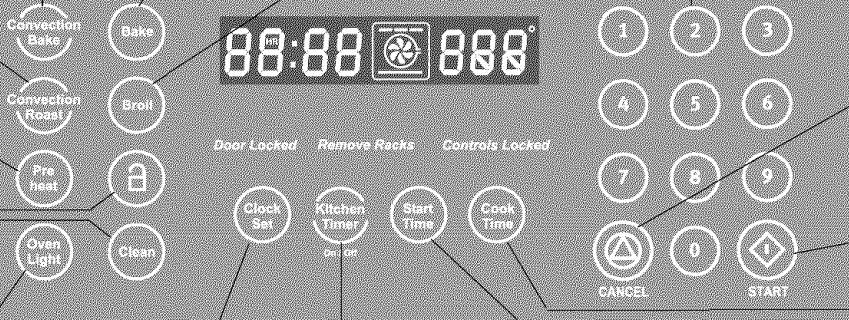 Convection
Bake
Bake
88:88
HR
888°
1
2
3
Convection
Roast
Broil
4
5
6
Door Locked
Remove Racks
Controls Locked
Pre
heat
7
8
9
Clock
Set
Kitchen
Timer
On / Off
Start
Time
Cook
Time
Oven
Light
Clean
0
CANCEL
START